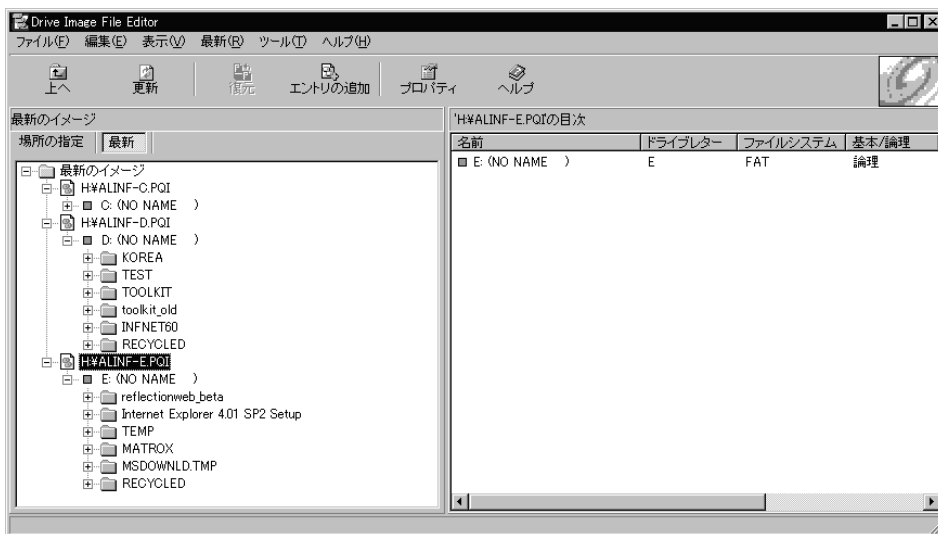 Drive Image File Editor
ファイル(F) 編集(E) 表示(V) 最新(R) ツール(T) ヘルプ(H)
上へ 更新 復元 エントリの追加 プロパティ ヘルプ
最新のイメージ
場所の指定 最新
最新のイメージ
H:¥ALINF-C.PQI
C: (NO NAME )
H:¥ALINF-D.PQI
D: (NO NAME )
KOREA
TEST
TOOLKIT
toolkit_old
INFNET60
RECYCLED
H:¥ALINF-E.PQI
E: (NO NAME )
reflectionweb_beta
Internet Explorer 4.01 SP2 Setup
TEMP
MATROX
MSDOWNLD.TMP
RECYCLED
'H:¥ALINF-E.PQI'の目次
名前 ドライブレター ファイルシステム 基本/論理
E: (NO NAME ) E FAT 論理